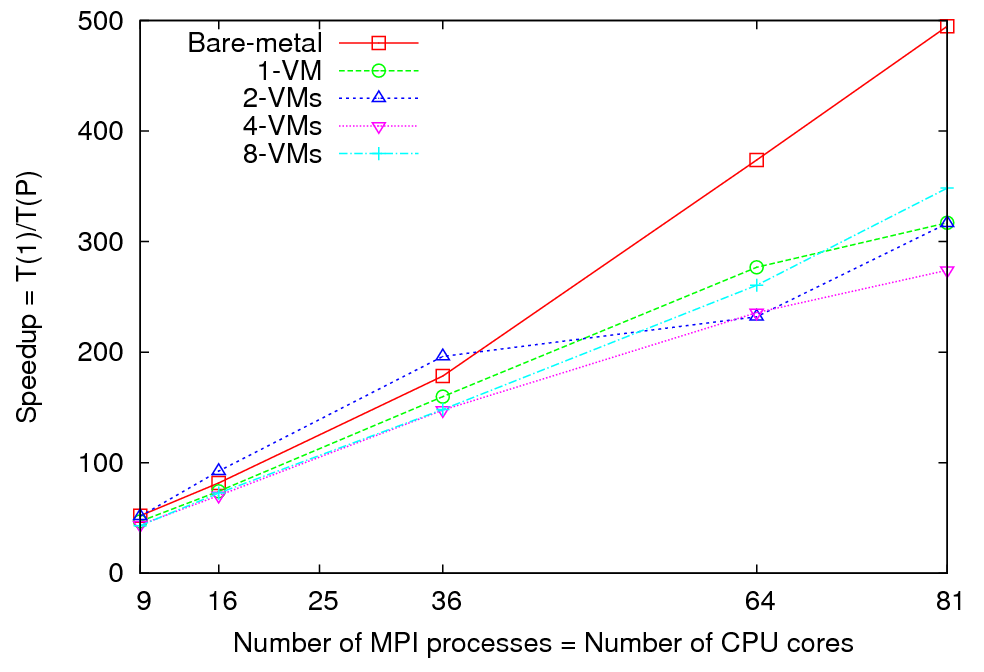 500
400
300
200
100
0
Speedup = T(1)/T(P)
Bare-metal
1-VM
2-VMs
4-VMs
8-VMs
9 16 25 36 64 81
Number of MPI processes = Number of CPU cores